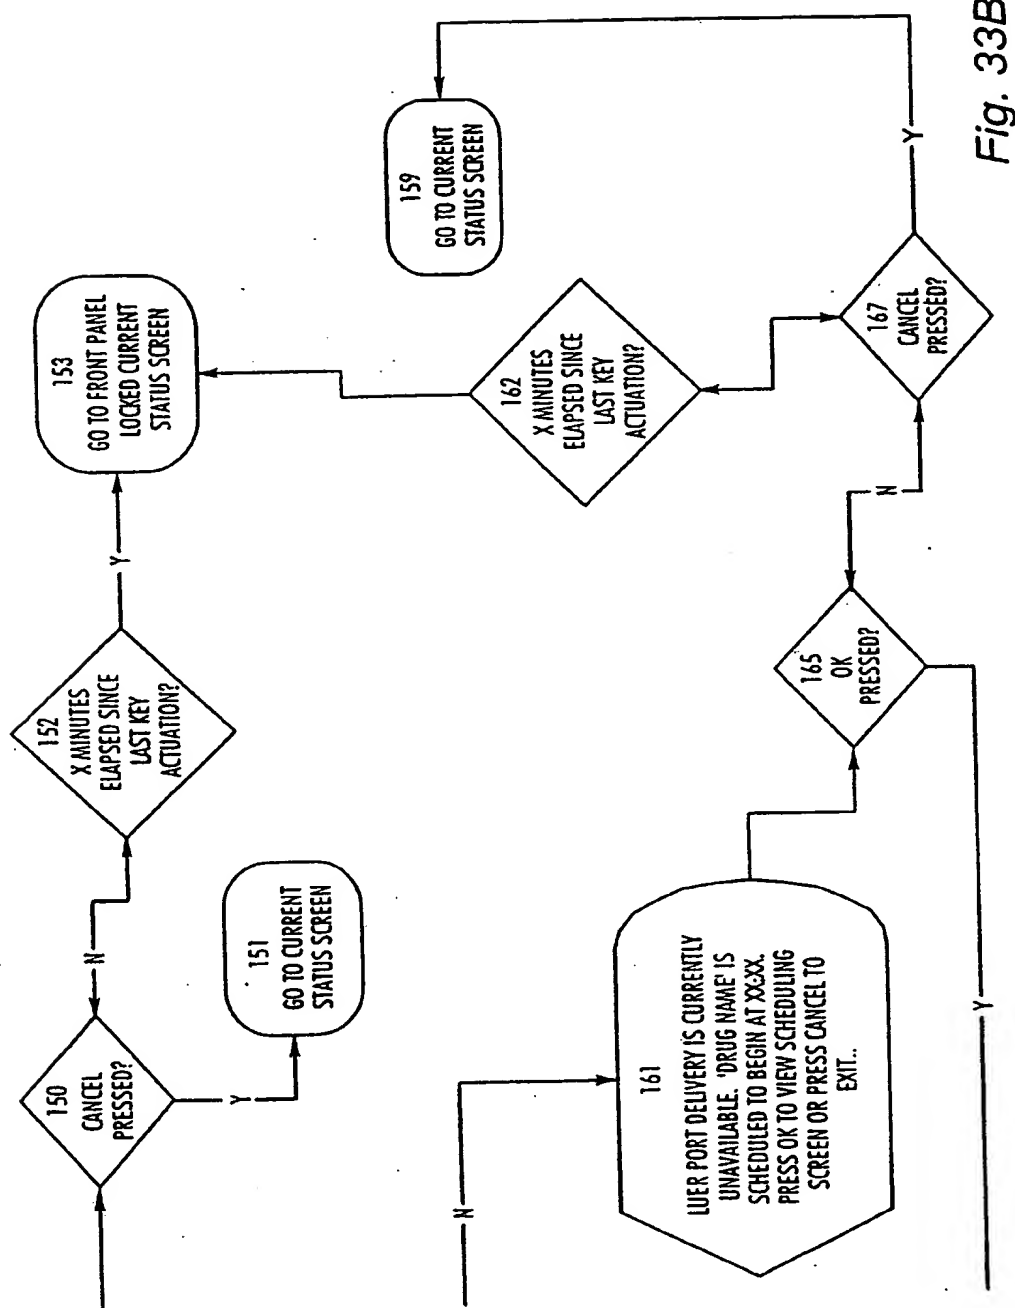 150
CANCEL
PRESSED?
N
Y
151
GO TO CURRENT
STATUS SCREEN
152
X MINUTES
ELAPSED SINCE
LAST KEY
ACTUATION?
Y
153
GO TO FRONT PANEL
LOCKED CURRENT
STATUS SCREEN
159
GO TO CURRENT
STATUS SCREEN
162
X MINUTES
ELAPSED SINCE
LAST KEY
ACTUATION?
N
161
LUER PORT DELIVERY IS CURRENTLY
UNAVAILABLE. 'DRUG NAME' IS
SCHEDULED TO BEGIN AT XX:XX.
PRESS OK TO VIEW SCHEDULING
SCREEN OR PRESS CANCEL TO
EXIT..
165
OK
PRESSED?
N
Y
167
CANCEL
PRESSED?
Y
Fig. 33B